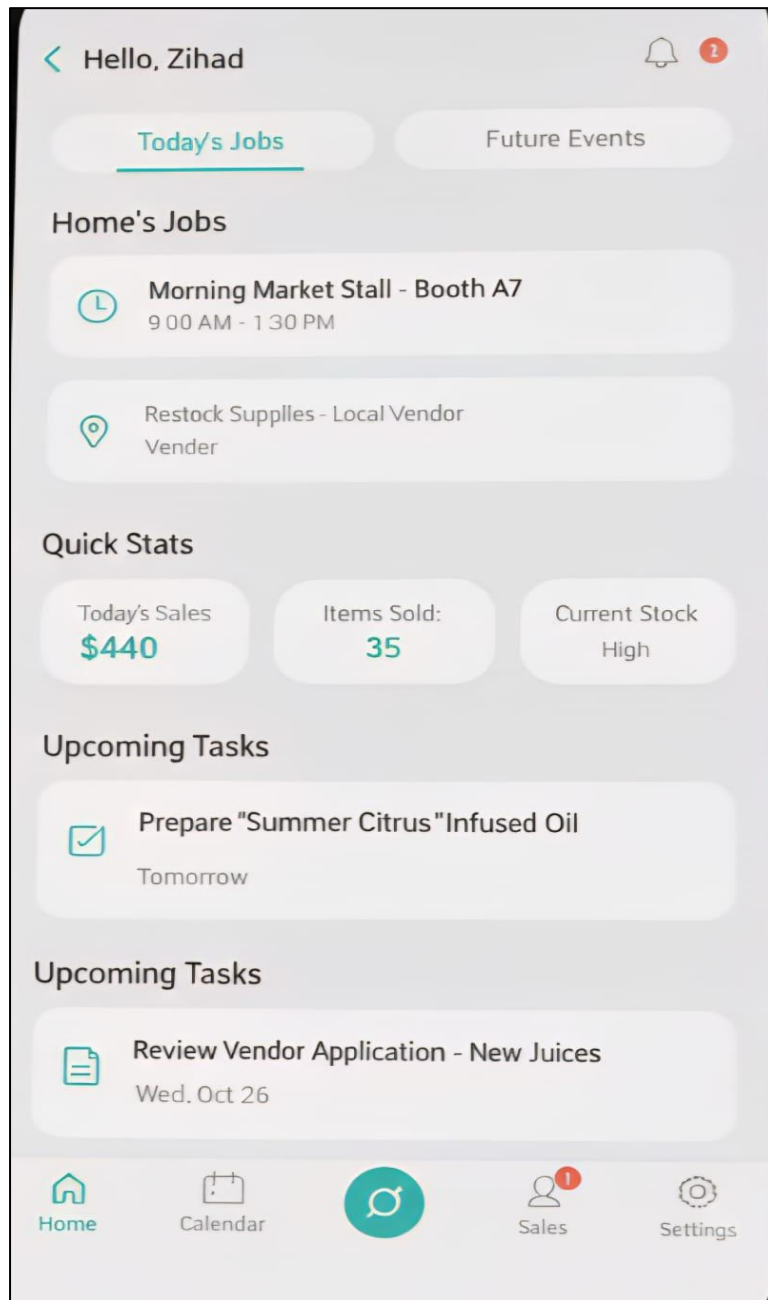 Hello, Zihad
2
Today's Jobs
Future Events
Home's Jobs
Morning Market Stall - Booth A7
9 00 AM - 1 30 PM
Restock Supplles - Local Vendor
Vender
Quick Stats
Today's Sales
$440
Items Sold:
35
Current Stock
High
Upcoming Tasks
Prepare "Summer Citrus" Infused Oil
Tomorrow
Upcoming Tasks
Review Vendor Application - New Juices
Wed. Oct 26
1
Home
Calendar
Sales
Settings